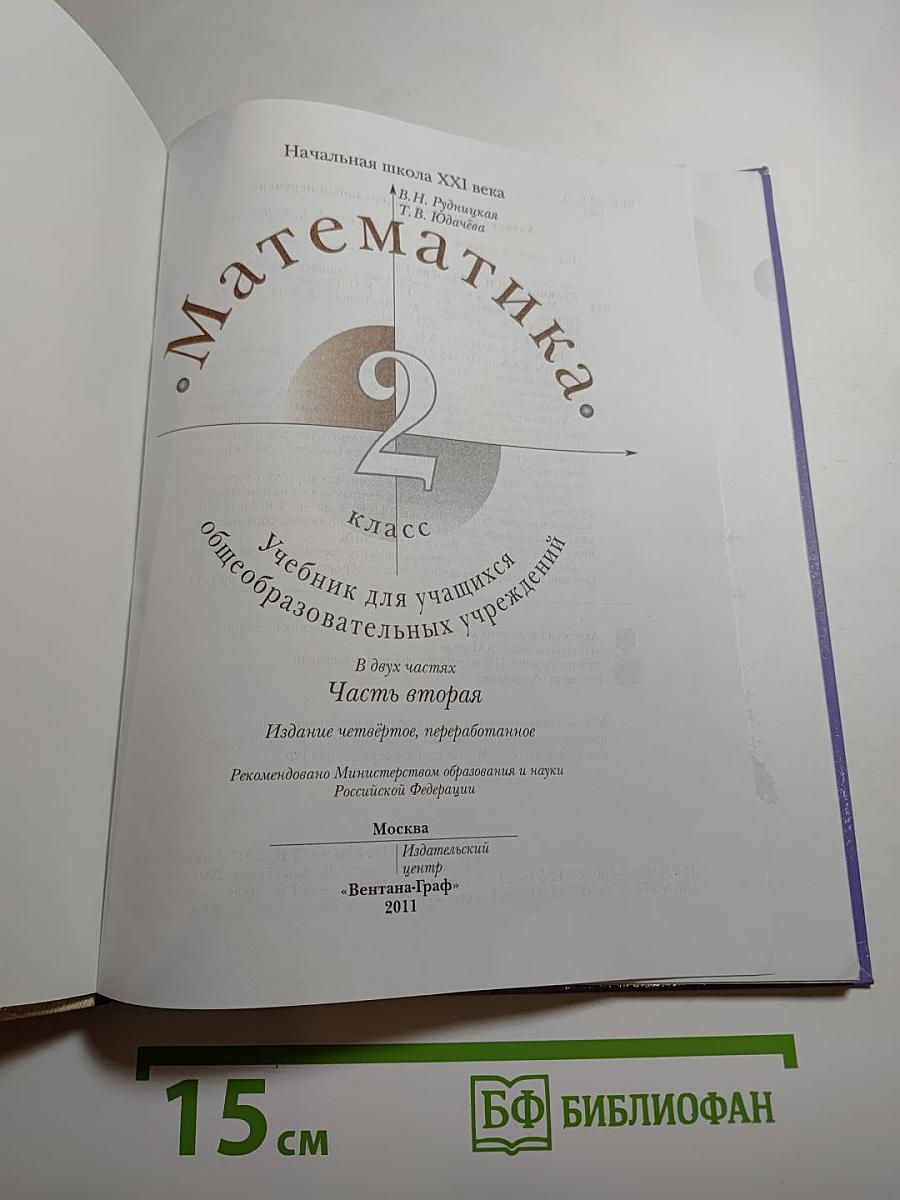 Начальная школа XXI века
В. Н. Рудницкая
Т. В. Юдачёва
Математика
2
класс
Учебник для учащихся
общеобразовательных учреждений
В двух частях
Часть вторая
Издание четвёртое, переработанное
Рекомендовано Министерством образования и науки
Российской Федерации
Москва
Издательский
центр
«Вентана-Граф»
2011
15 см
БФ БИБЛИОФАН